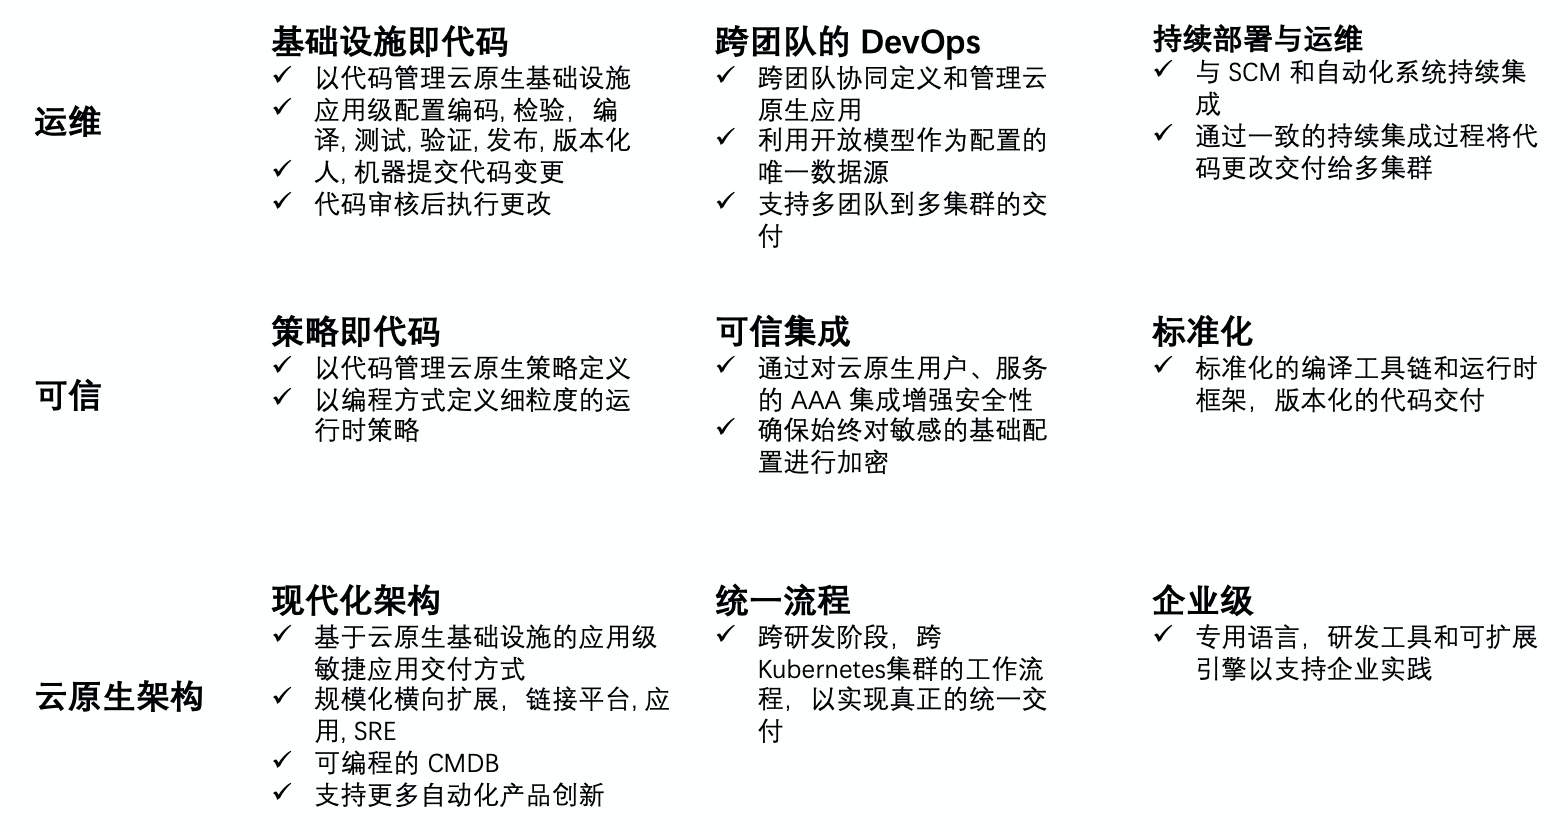 运维
基础设施即代码
✓ 以代码管理云原生基础设施
✓ 应用级配置编码, 检验, 编
译, 测试, 验证, 发布, 版本化
✓ 人, 机器提交代码变更
✓ 代码审核后执行更改
跨团队的 DevOps
✓ 跨团队协同定义和管理云
原生应用
✓ 利用开放模型作为配置的
唯一数据源
✓ 支持多团队到多集群的交
付
持续部署与运维
✓ 与 SCM 和自动化系统持续集
成
✓ 通过一致的持续集成过程将代
码更改交付给多集群
可信
策略即代码
✓ 以代码管理云原生策略定义
✓ 以编程方式定义细粒度的运
行时策略
可信集成
✓ 通过对云原生用户、服务
的 AAA 集成增强安全性
✓ 确保始终对敏感的基础配
置进行加密
标准化
✓ 标准化的编译工具链和运行时
框架，版本化的代码交付
云原生架构
现代化架构
✓ 基于云原生基础设施的应用级
敏捷应用交付方式
✓ 规模化横向扩展，链接平台, 应
用, SRE
✓ 可编程的 CMDB
✓ 支持更多自动化产品创新
统一流程
✓ 跨研发阶段，跨
Kubernetes集群的工作流
程，以实现真正的统一交
付
企业级
✓ 专用语言，研发工具和可扩展
引擎以支持企业实践